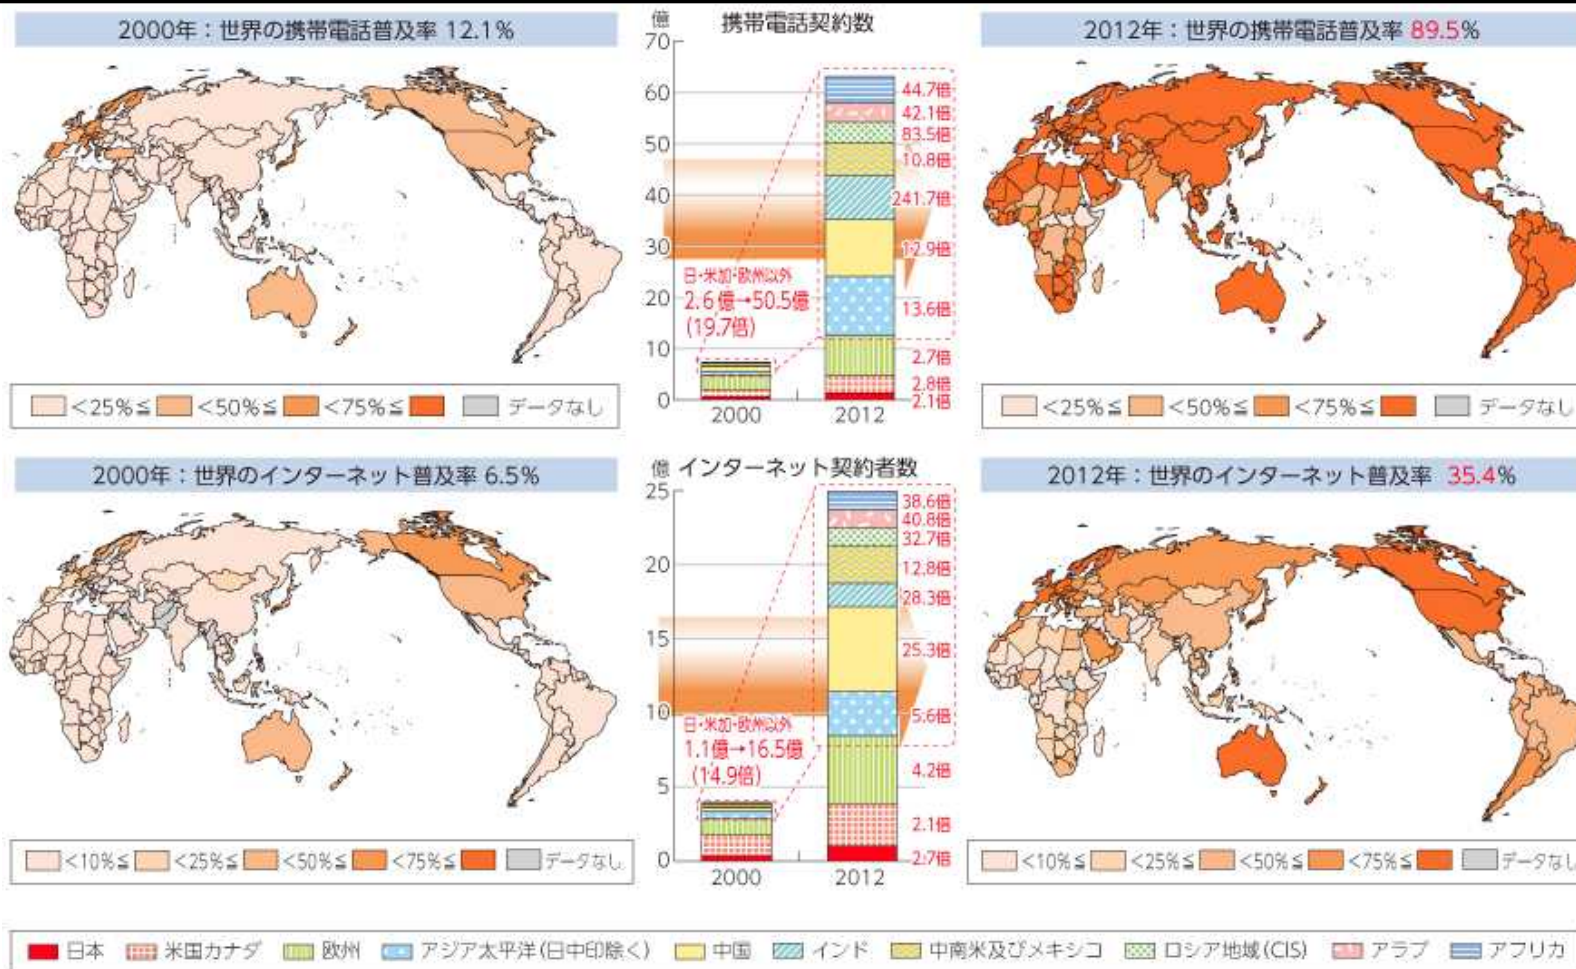 2000年：世界の携帯電話普及率 12.1%
<25%≦ <50%≦ <75%≦ データなし
億 携帯電話契約数
70
60
50
40
30
20
10
0
44.7倍
42.1倍
83.5倍
10.8倍
241.7倍
12.9倍
13.6倍
2.7倍
2.8倍
2.1倍
日・米加・欧州以外
2.6億→50.5億
(19.7倍)
2000 2012
2012年：世界の携帯電話普及率 89.5%
<25%≦ <50%≦ <75%≦ データなし
2000年：世界のインターネット普及率 6.5%
<10%≦ <25%≦ <50%≦ <75%≦ データなし
億 インターネット契約者数
25
20
15
10
5
0
38.6倍
40.8倍
32.7倍
12.8倍
28.3倍
25.3倍
5.6倍
4.2倍
2.1倍
2.7倍
日・米加・欧州以外
1.1億→16.5億
(14.9倍)
2000 2012
2012年：世界のインターネット普及率 35.4%
<10%≦ <25%≦ <50%≦ <75%≦ データなし
日本 米国カナダ 欧州 アジア太平洋(日中印除く) 中国 インド 中南米及びメキシコ ロシア地域(CIS) アラブ アフリカ